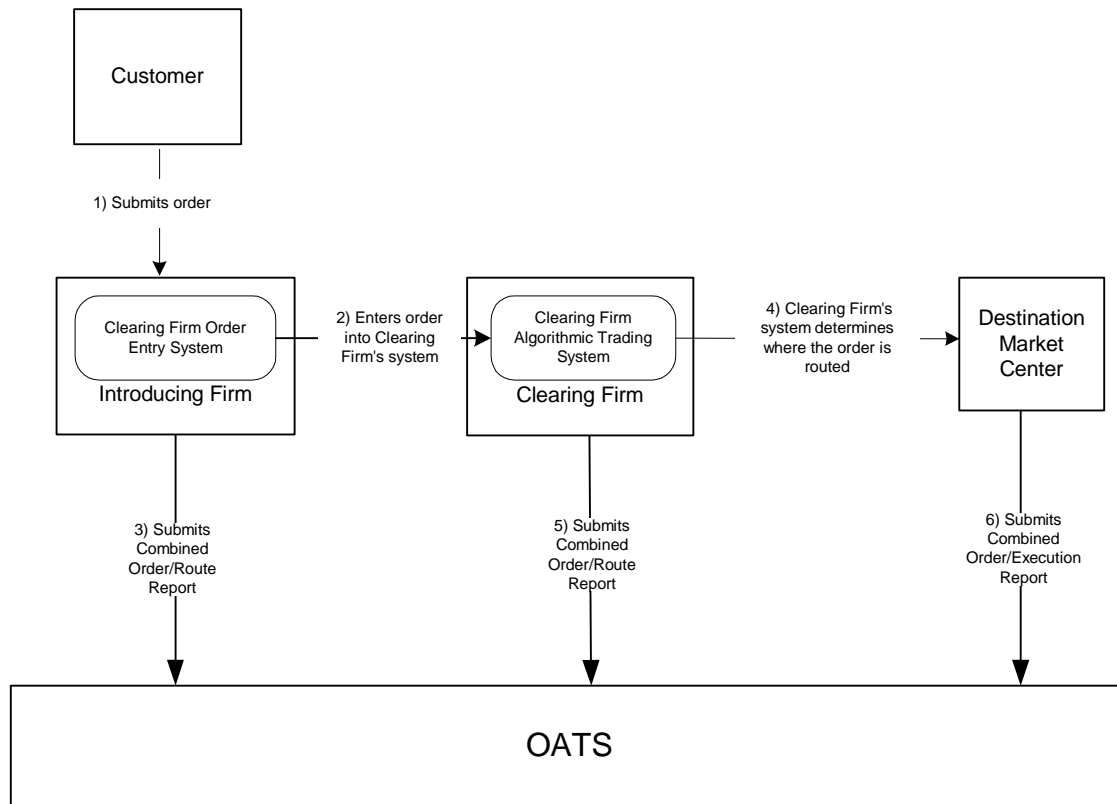 Customer
1) Submits order
Clearing Firm Order
Entry System
Introducing Firm
2) Enters order
into Clearing
Firm's system
Clearing Firm
Algorithmic Trading
System
Clearing Firm
4) Clearing Firm's
system determines
where the order is
routed
Destination
Market
Center
3) Submits
Combined
Order/Route
Report
5) Submits
Combined
Order/Route
Report
6) Submits
Combined
Order/Execution
Report
OATS